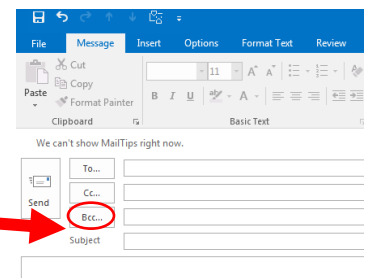 File Message Insert Options Format Text Review
Cut
Copy
Paste
Format Painter
11 A A
B I U A
Clipboard Basic Text
We can't show MailTips right now.
To...
Cc...
Send
Bcc...
Subject